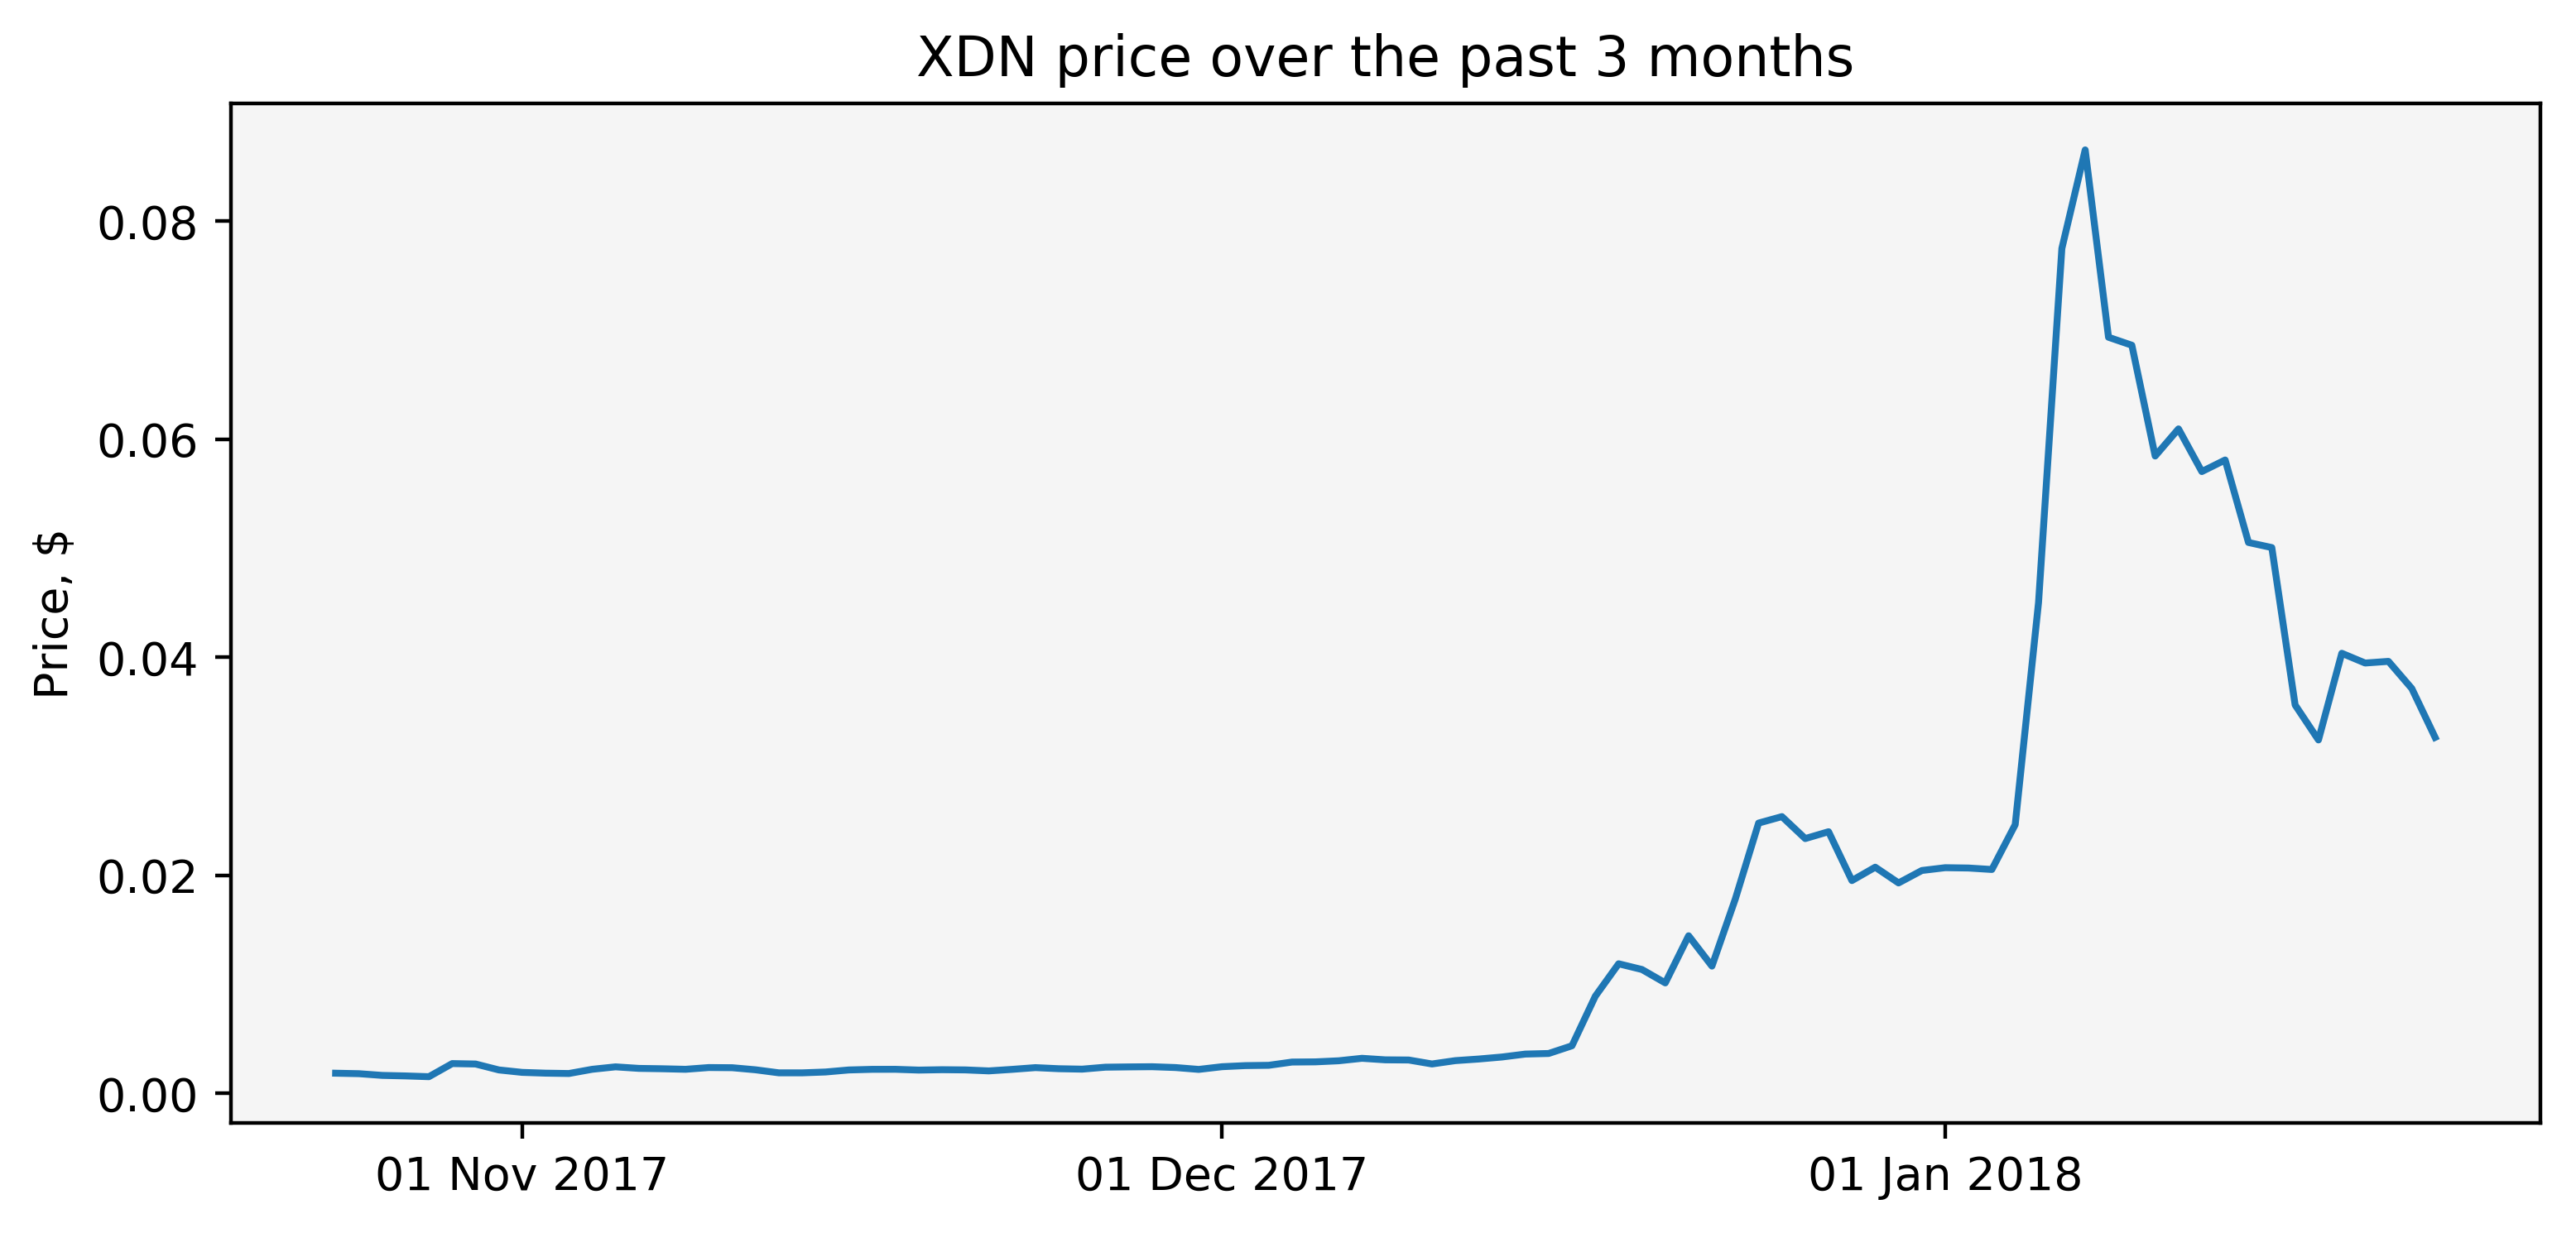 XDN price over the past 3 months
Price, $
0.08
0.06
0.04
0.02
0.00
01 Nov 2017
01 Dec 2017
01 Jan 2018